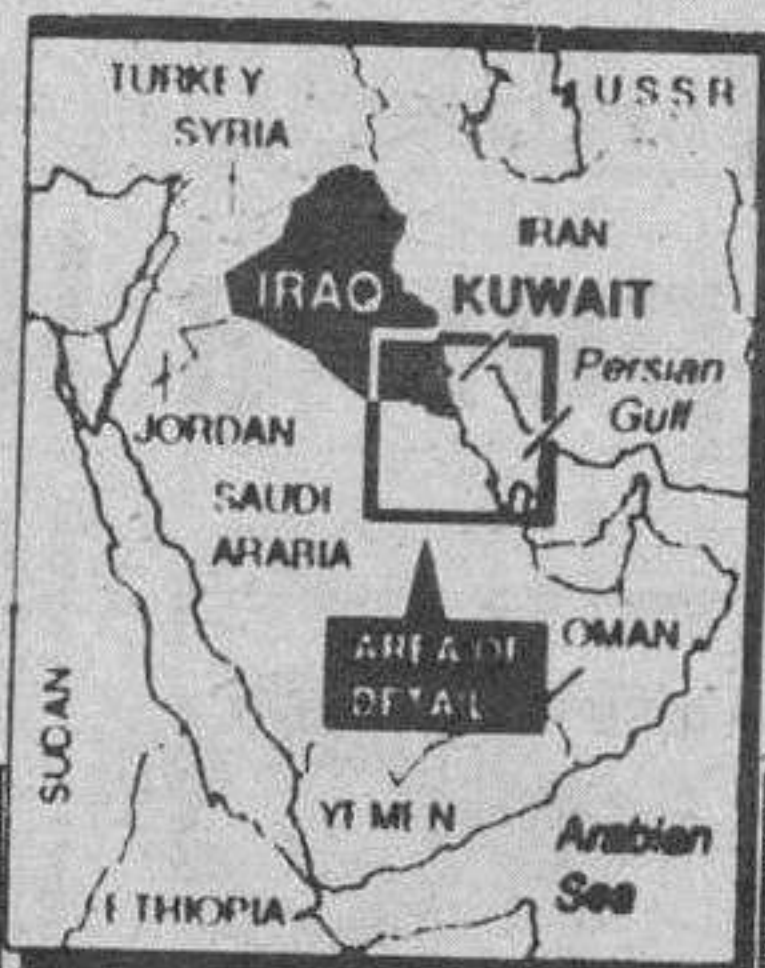 TURKEY
USSR
SYRIA
IRAN
IRAQ
KUWAIT
Persian
Gulf
JORDAN
SAUDI
ARABIA
AREA OF
DETAIL
OMAN
SUDAN
YEMEN
Arabian
Sea
ETHIOPIA